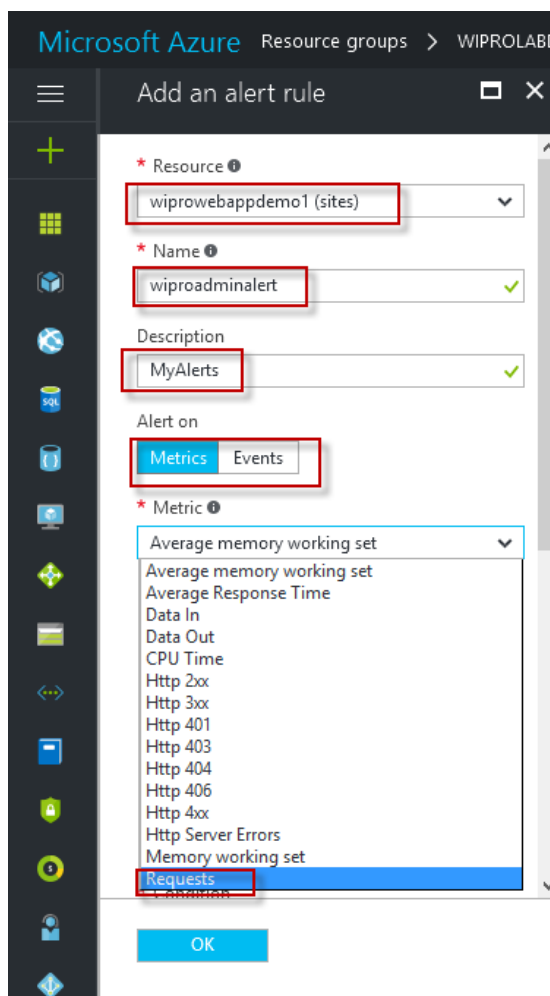 Microsoft Azure Resource groups > WIPROLABD
Add an alert rule
* Resource
wiprowebappdemo1 (sites)
* Name
wiproadminalert
Description
MyAlerts
Alert on
Metrics Events
* Metric
Average memory working set
Average memory working set
Average Response Time
Data In
Data Out
CPU Time
Http 2xx
Http 3xx
Http 401
Http 403
Http 404
Http 406
Http 4xx
Http Server Errors
Memory working set
Requests
* Condition
OK